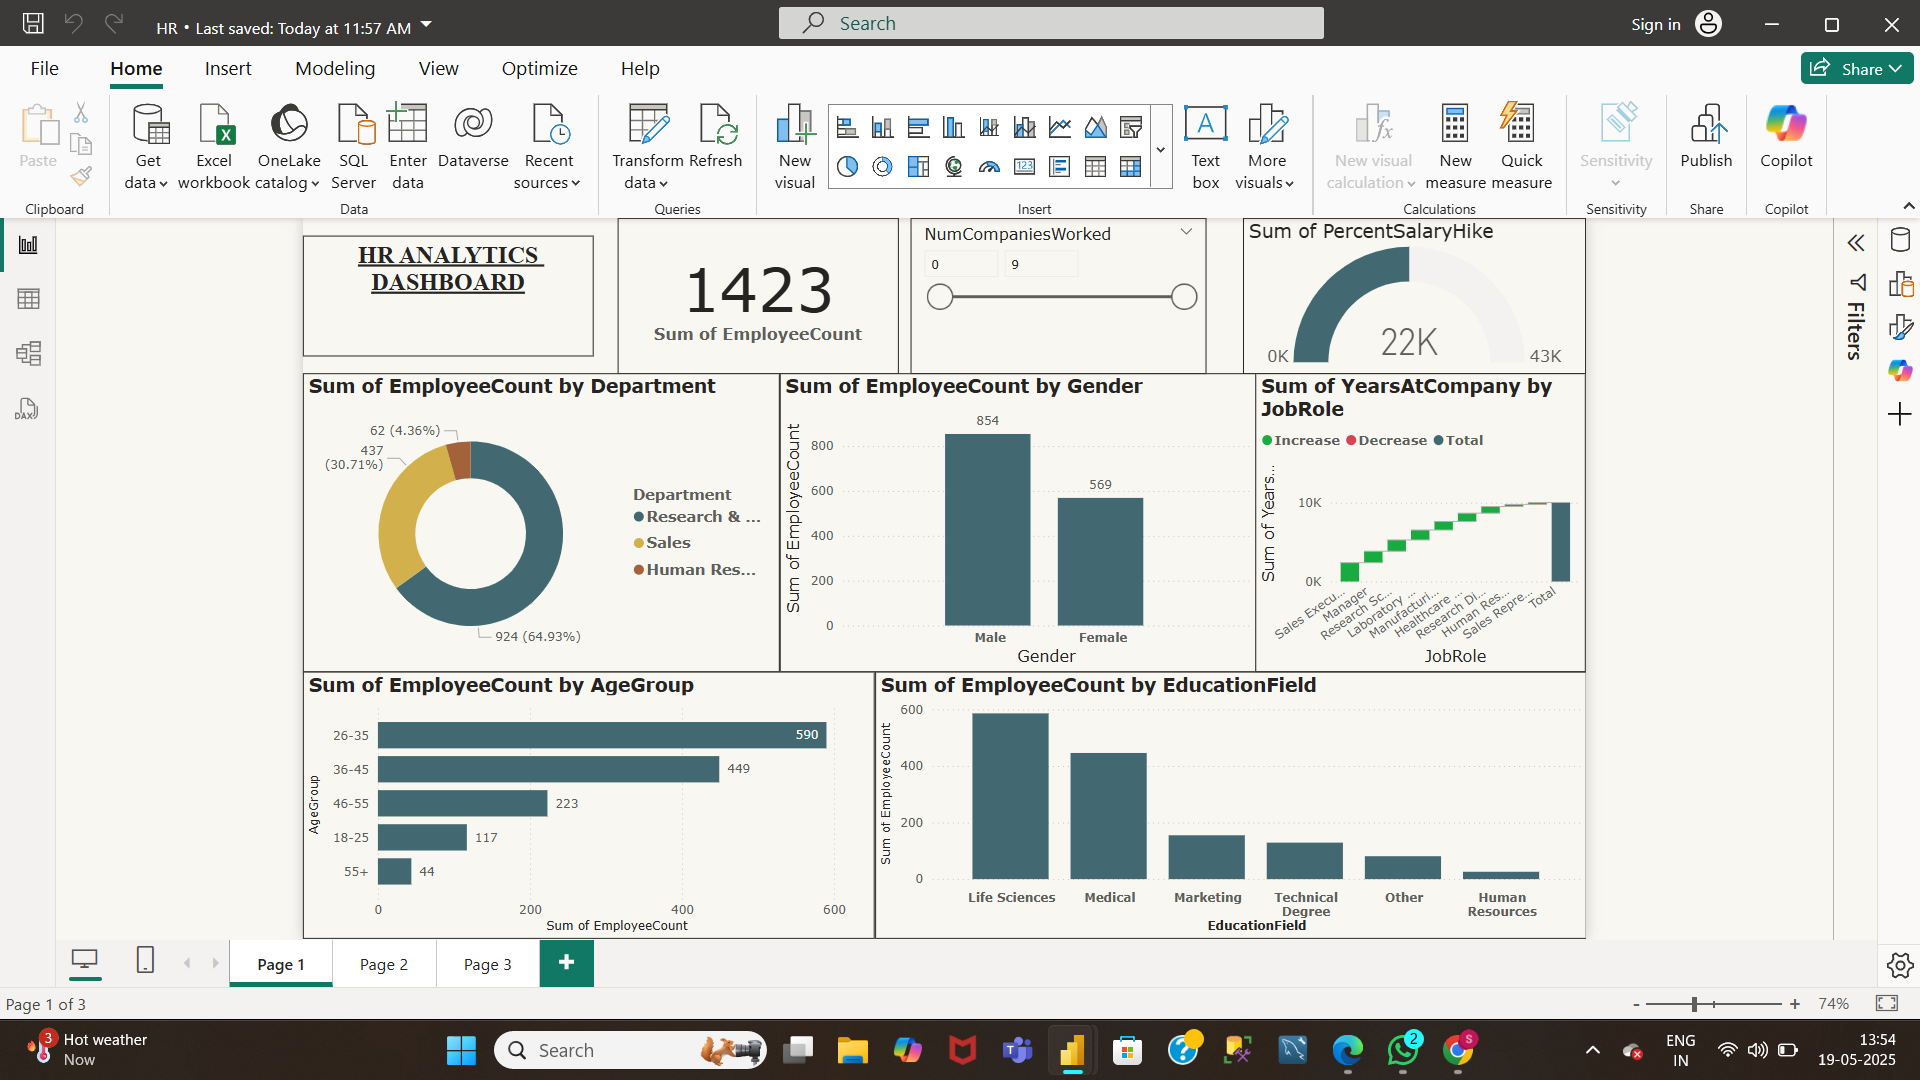 HR • Last saved: Today at 11:57 AM
Search
Sign in
File
Home
Insert
Modeling
View
Optimize
Help
Share
Paste
Get data
Excel workbook
OneLake catalog
SQL Server
Enter data
Dataverse
Recent sources
Transform data
Refresh
New visual
Text box
More visuals
New visual calculation
New measure
Quick measure
Sensitivity
Publish
Copilot
Clipboard
Data
Queries
Insert
Calculations
Sensitivity
Share
Copilot
HR ANALYTICS
DASHBOARD
1423
Sum of EmployeeCount
NumCompaniesWorked
0
9
Sum of PercentSalaryHike
22K
0K
43K
Filters
Sum of EmployeeCount by Department
62 (4.36%)
437
(30.71%)
924 (64.93%)
Department
Research & ...
Sales
Human Res...
Sum of EmployeeCount by Gender
Sum of EmployeeCount
800
600
400
200
0
854
569
Male
Female
Gender
Sum of YearsAtCompany by
JobRole
Increase
Decrease
Total
Sum of Years...
10K
0K
Sales Execu...
Manager
Research Sc...
Laboratory ...
Manufacturi...
Healthcare ...
Research Di...
Human Res...
Sales Repre...
Total
JobRole
Sum of EmployeeCount by AgeGroup
AgeGroup
26-35
590
36-45
449
46-55
223
18-25
117
55+
44
0
200
400
600
Sum of EmployeeCount
Sum of EmployeeCount by EducationField
Sum of EmployeeCount
600
400
200
0
Life Sciences
Medical
Marketing
Technical
Degree
Other
Human
Resources
EducationField
Page 1
Page 2
Page 3
+
Page 1 of 3
- + 74%
3
Hot weather
Now
Search
2
S
ENG
IN
13:54
19-05-2025
DAX
A
fx
123
X
T